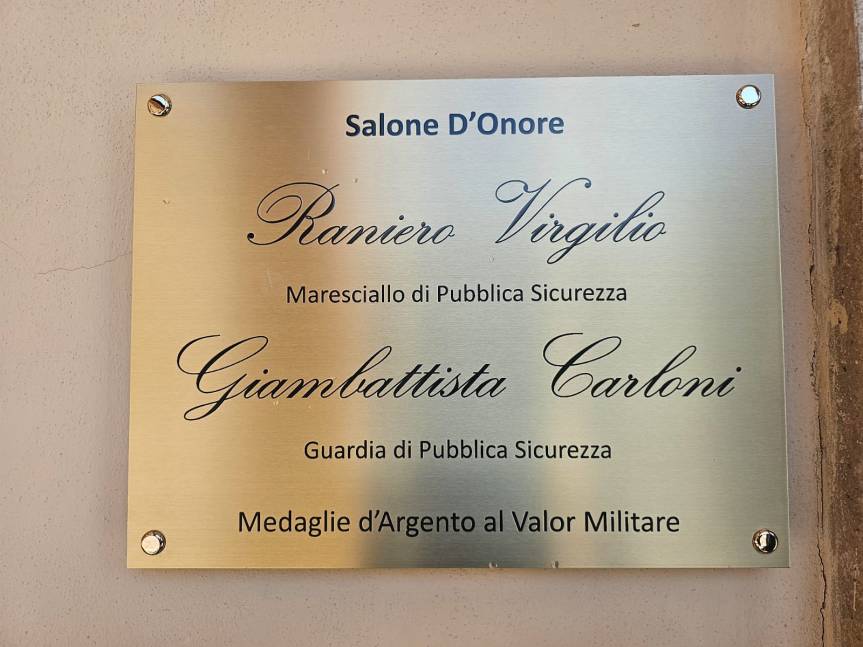 Salone D'Onore
Raniero Virgilio
Maresciallo di Pubblica Sicurezza
Giambattista Carloni
Guardia di Pubblica Sicurezza
Medaglie d'Argento al Valor Militare